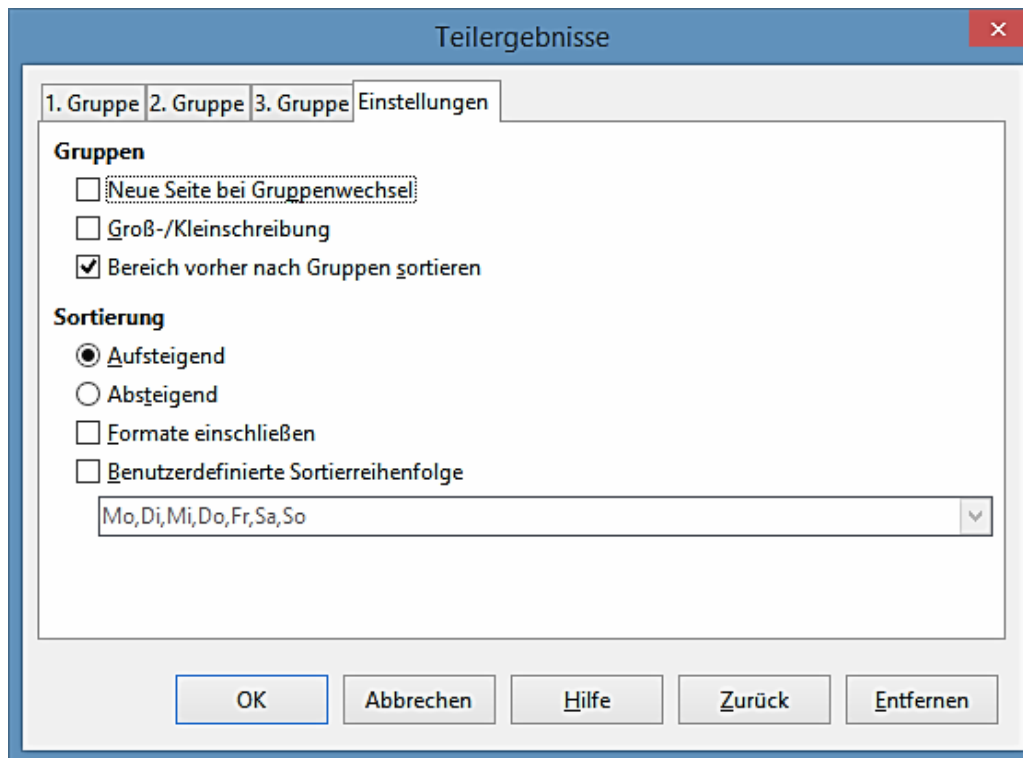 Teilergebnisse
1. Gruppe 2. Gruppe 3. Gruppe Einstellungen
Gruppen
Neue Seite bei Gruppenwechsel
Groß-/Kleinschreibung
Bereich vorher nach Gruppen sortieren
Sortierung
Aufsteigend
Absteigend
Formate einschließen
Benutzerdefinierte Sortierreihenfolge
Mo,Di,Mi,Do,Fr,Sa,So
OK Abbrechen Hilfe Zurück Entfernen